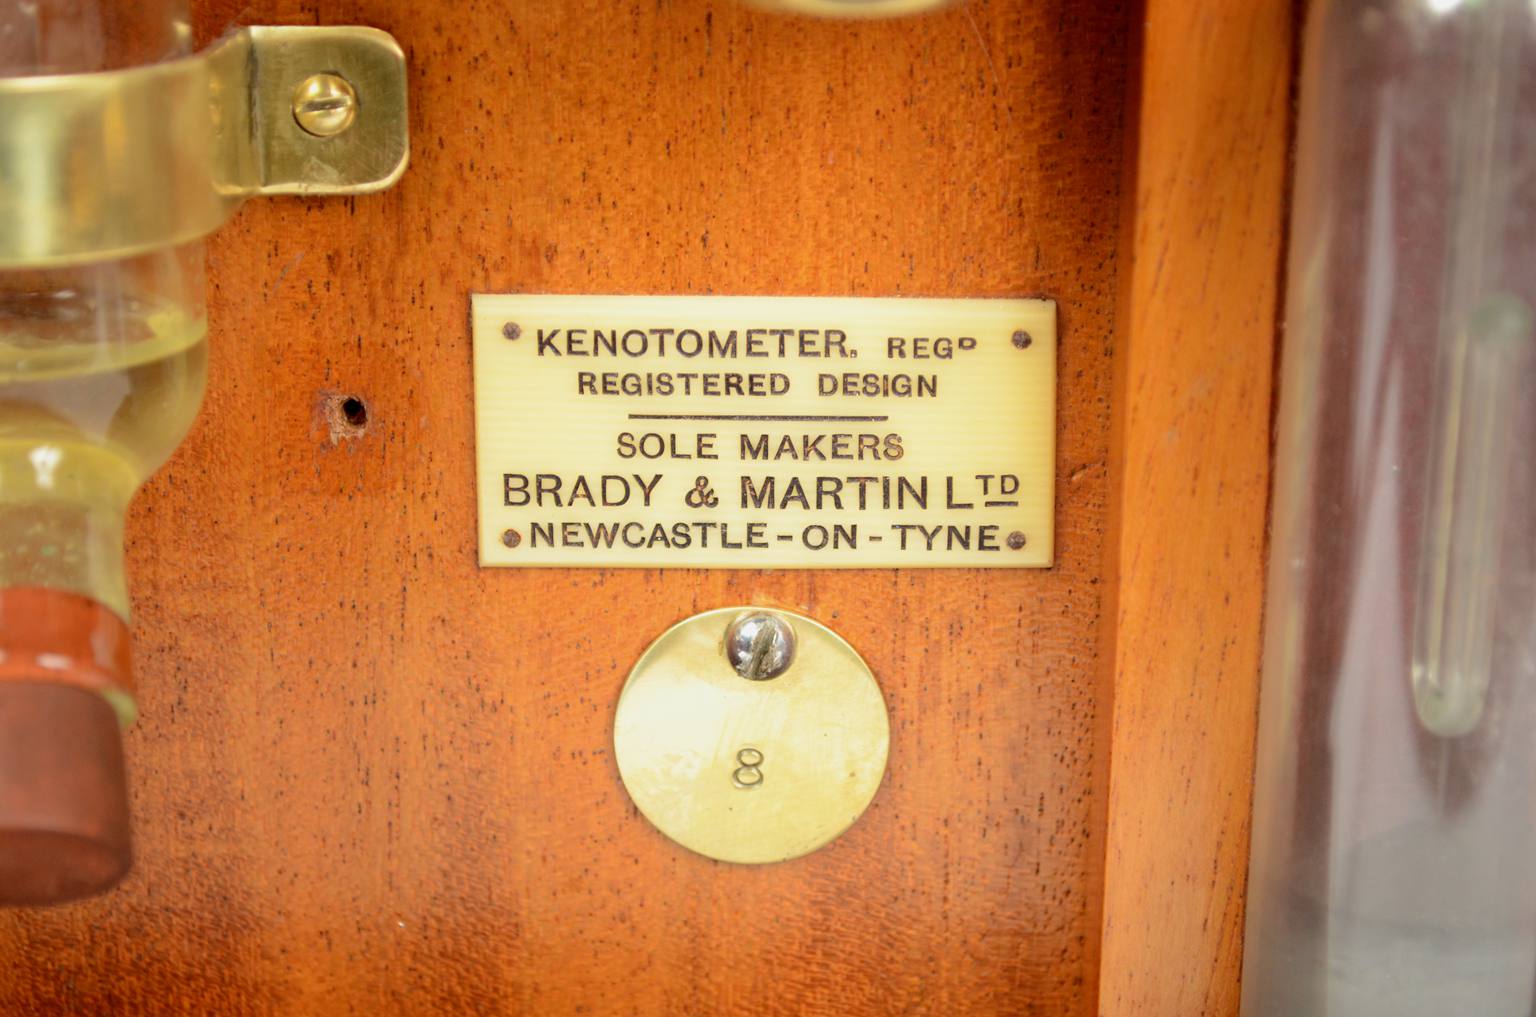 KENOTOMETER. REGD
REGISTERED DESIGN
SOLE MAKERS
BRADY & MARTIN LTD
NEWCASTLE-ON-TYNE
8